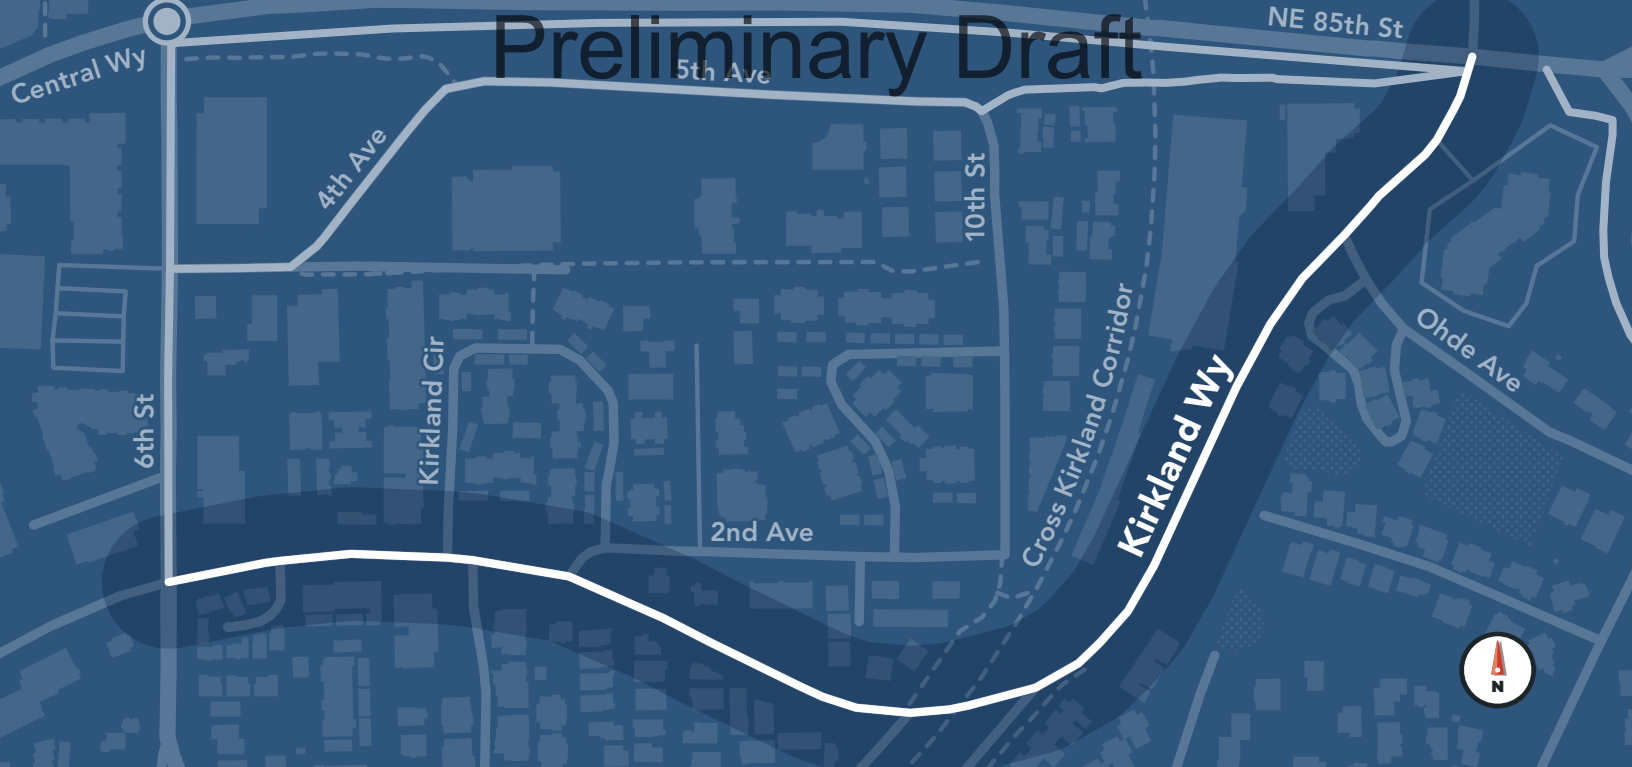 Preliminary Draft
NE 85th St
Central Wy
5th Ave
4th Ave
10th St
Cross Kirkland Corridor
Kirkland Wy
Ohde Ave
Kirkland Cir
6th St
2nd Ave
N